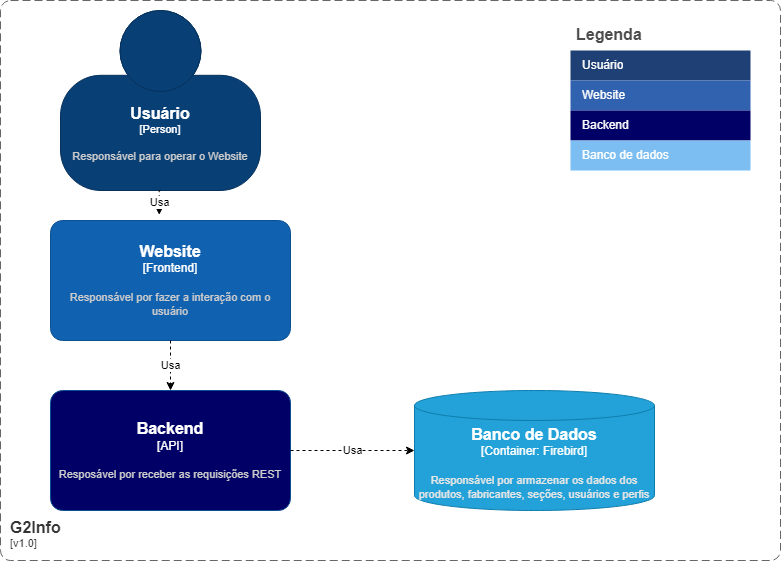 Legenda
Usuário
Website
Backend
Banco de dados
Usuário
[Person]
Responsável para operar o Website
Usa
Website
[Frontend]
Responsável por fazer a interação com o
usuário
Usa
Backend
[API]
Resposável por receber as requisições REST
Usa
Banco de Dados
[Container: Firebird]
Responsável por armazenar os dados dos
produtos, fabricantes, seções, usuários e perfis
G2Info
[v1.0]